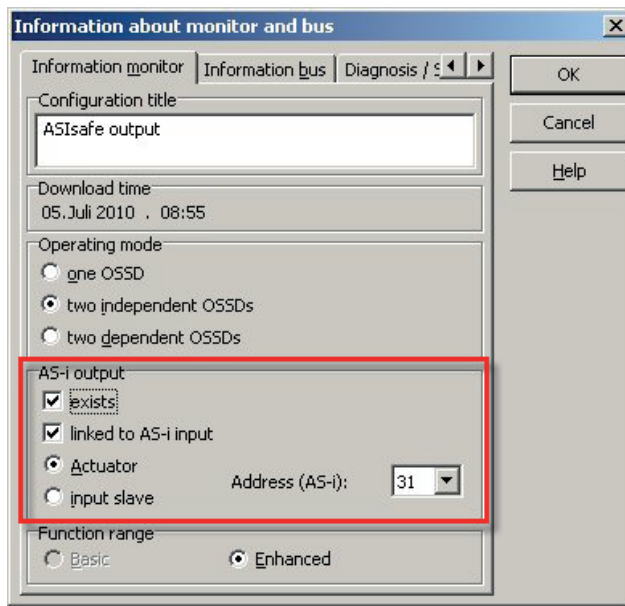 Information about monitor and bus
Information monitor
Information bus
Diagnosis /
OK
Configuration title
ASIsafe output
Cancel
Help
Download time
05.Juli 2010 . 08:55
Operating mode
one OSSD
two independent OSSDs
two dependent OSSDs
AS-i output
exists
linked to AS-i input
Actuator
Address (AS-i):
31
input slave
Function range
Basic
Enhanced